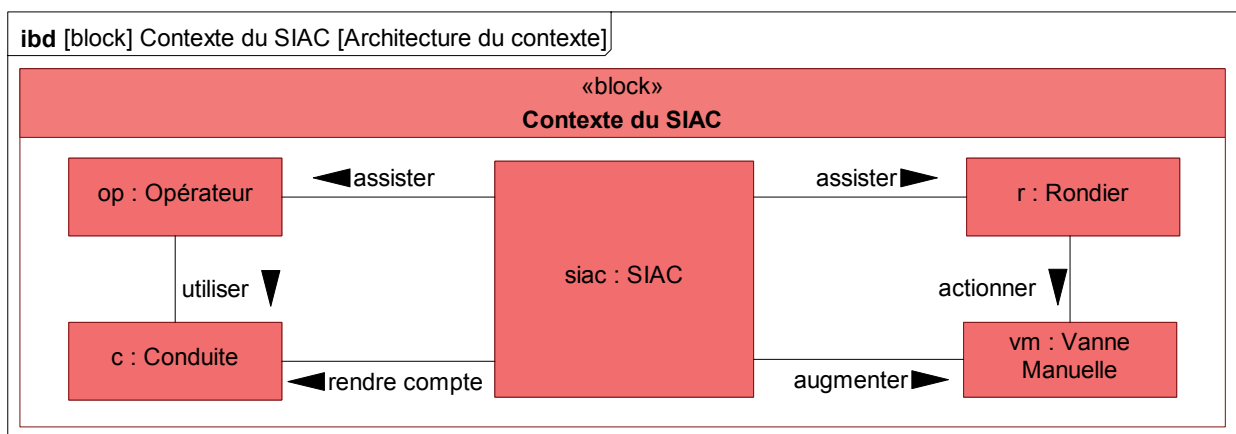 ibd [block] Contexte du SIAC [Architecture du contexte]
«block»
Contexte du SIAC
op : Opérateur
assister
siac : SIAC
assister
r : Rondier
utiliser
actionner
c : Conduite
rendre compte
augmenter
vm : Vanne
Manuelle